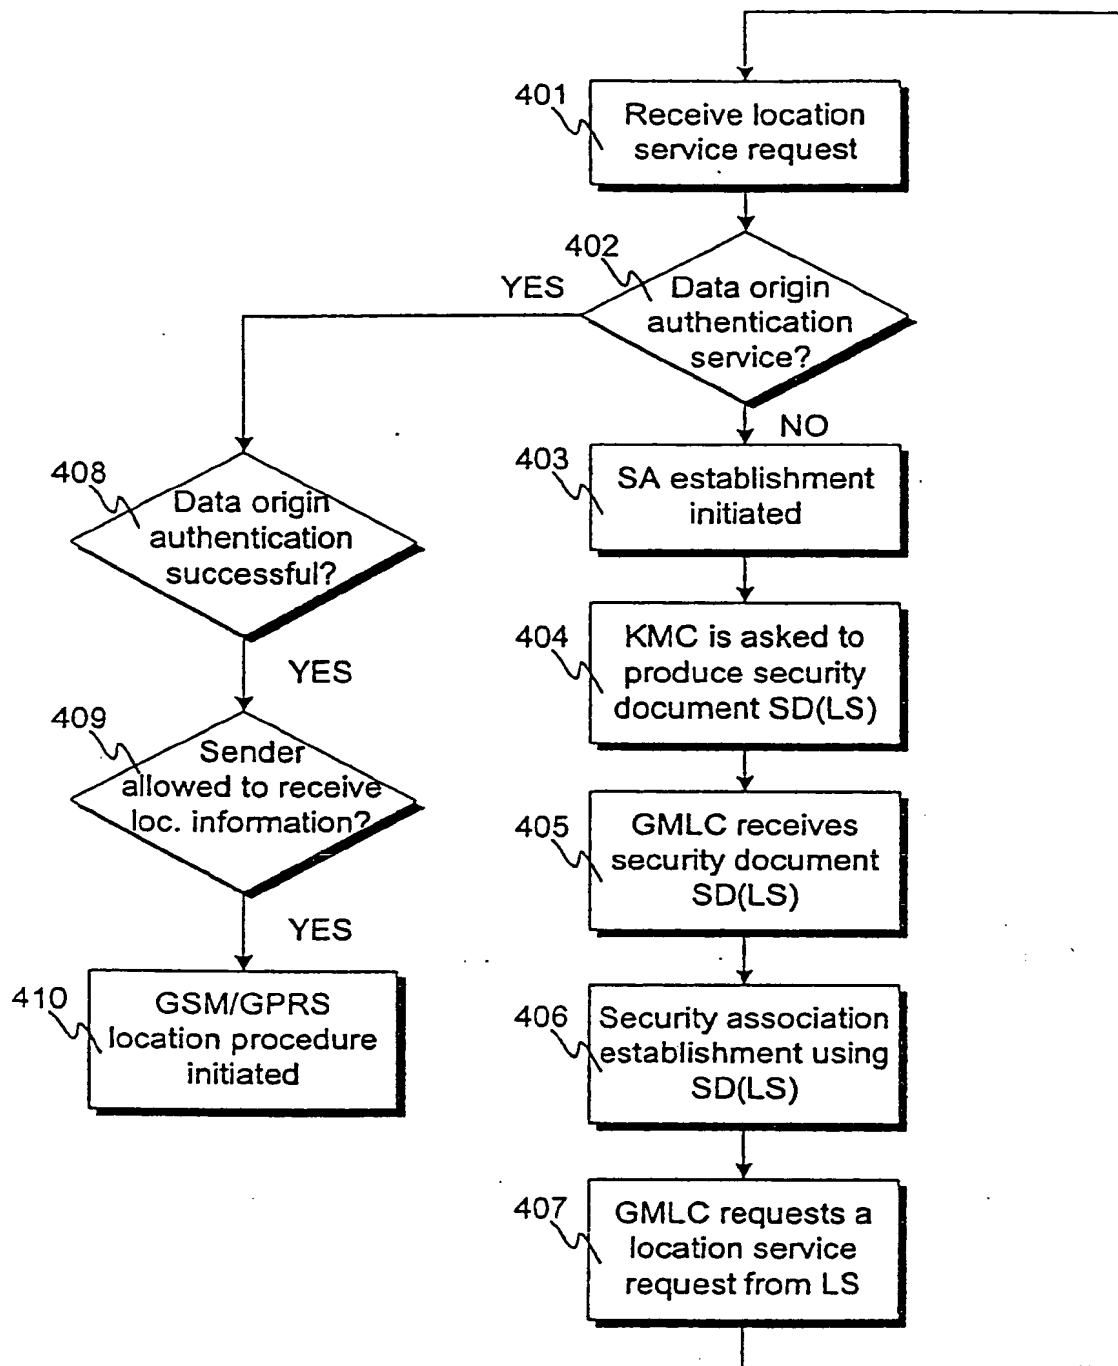 401
Receive location
service request
402
Data origin
authentication
service?
YES
NO
403
SA establishment
initiated
404
KMC is asked to
produce security
document SD(LS)
405
GMLC receives
security document
SD(LS)
406
Security association
establishment using
SD(LS)
407
GMLC requests a
location service
request from LS
408
Data origin
authentication
successful?
YES
409
Sender
allowed to receive
loc. information?
YES
410
GSM/GPRS
location procedure
initiated